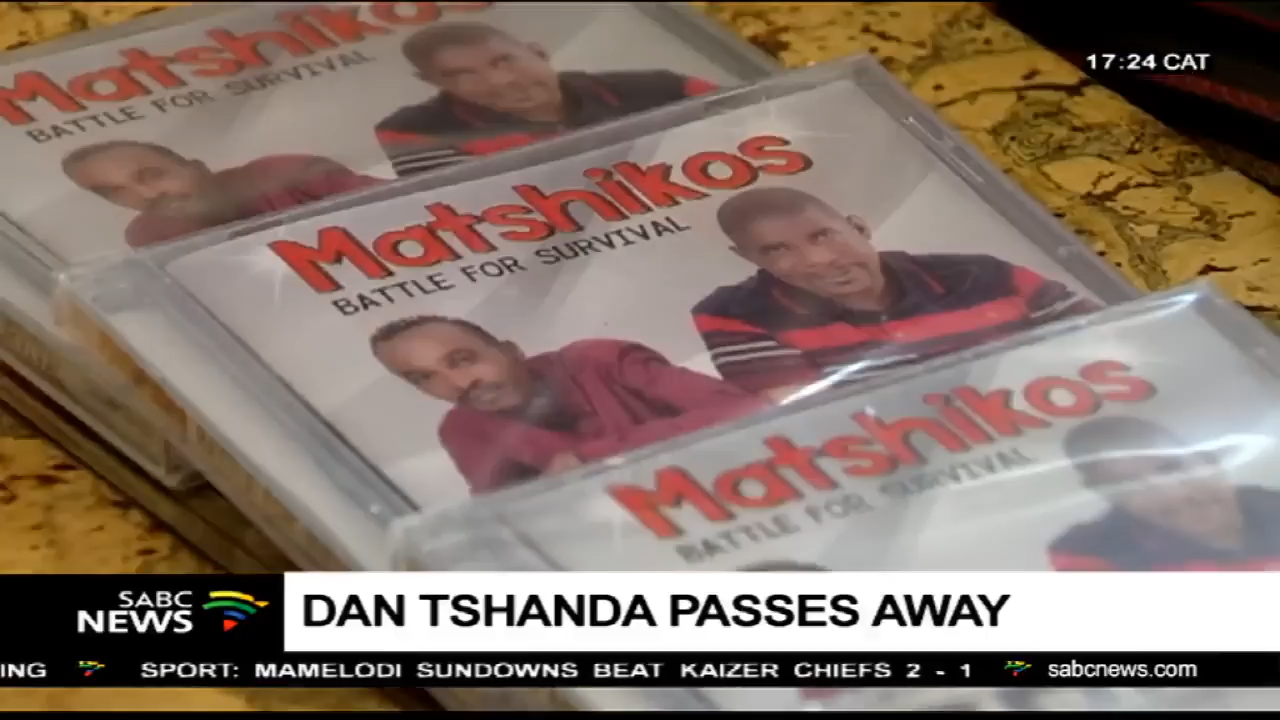 Matshikos
BATTLE FOR SURVIVAL
17:24 CAT
Matshikos
BATTLE FOR SURVIVAL
Matshikos
BATTLE FOR SURVIVAL
SABC
NEWS
DAN TSHANDA PASSES AWAY
ING SPORT: MAMELODI SUNDOWNS BEAT KAIZER CHIEFS 2 - 1 sabcnews.com